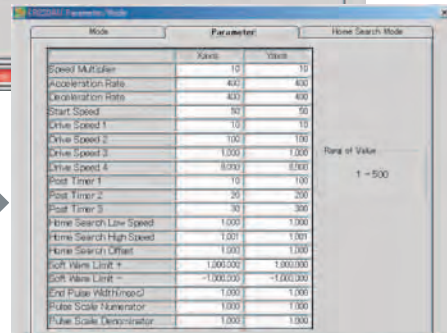 Parameter/Mode
Mode Parameter Home Search Mode
Xaxis Yaxis
Speed Multiplier 10 10
Acceleration Rate 400 400
Deceleration Rate 400 400
Start Speed 50 50
Drive Speed 1 10 10
Drive Speed 2 100 100
Drive Speed 3 1,000 1,000
Drive Speed 4 8,000 8,000
Post Timer 1 10 100
Post Timer 2 20 200
Post Timer 3 30 300
Home Search Low Speed 1,000 1,000
Home Search High Speed 1,001 1,001
Home Search Offset 1,000 1,000
Soft Ware Limit + 1,000,000 1,000,000
Soft Ware Limit - -1,000,000 -1,000,000
End Pulse Width(msec) 1,000 1,000
Pulse Scale Numerator 1,000 1,000
Pulse Scale Denominator 1,000 1,000
Rang of Value
1 - 500